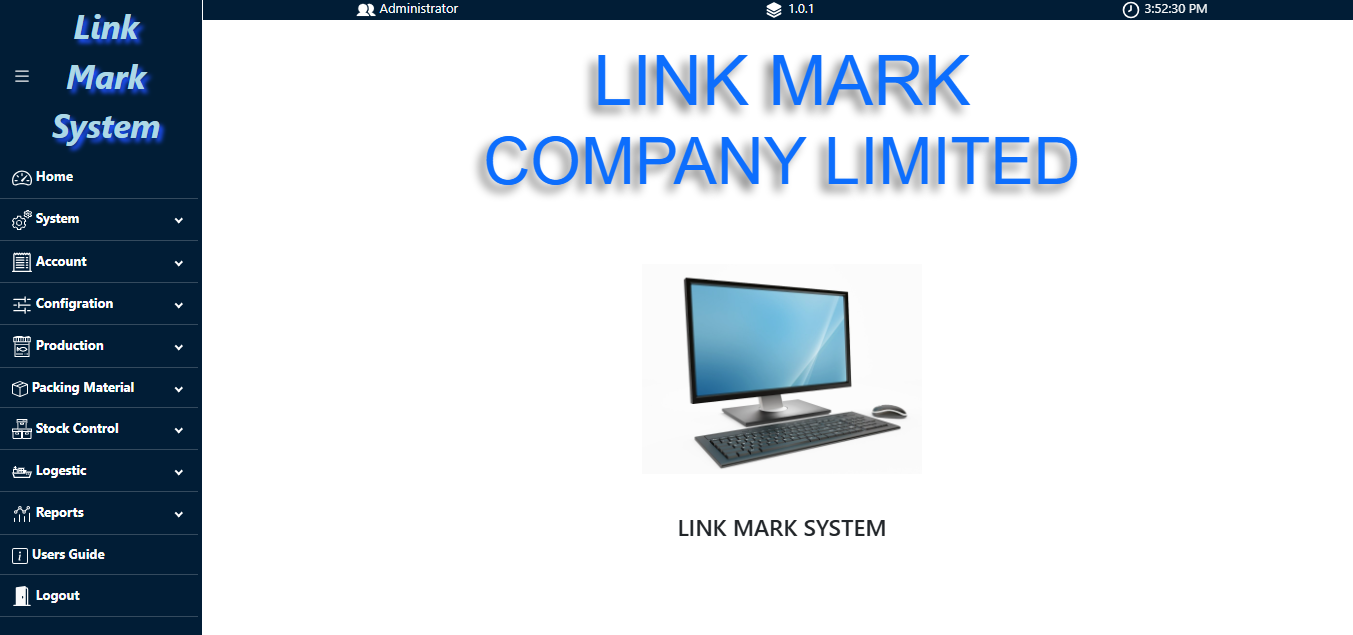 Link
Mark
System
Home
System
Account
Configration
Production
Packing Material
Stock Control
Logestic
Reports
Users Guide
Logout
Administrator
1.0.1
3:52:30 PM
LINK MARK
COMPANY LIMITED
LINK MARK SYSTEM